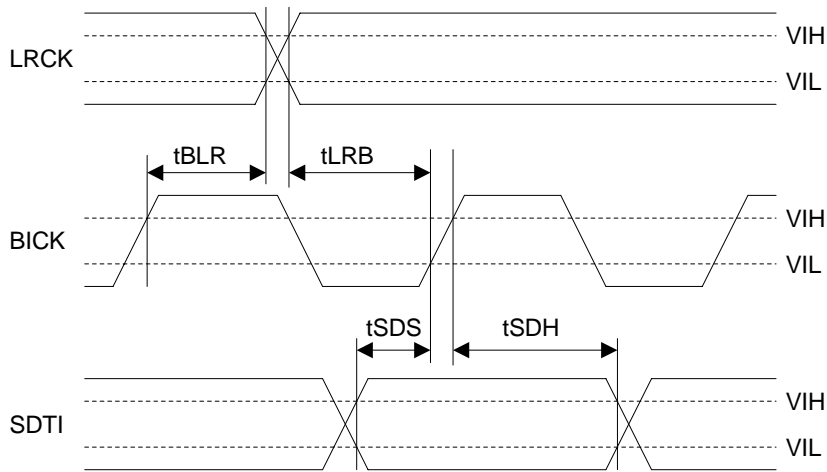 VIH
LRCK
VIL
tBLR tLRB
VIH
BICK
VIL
tSDS tSDH
VIH
SDTI
VIL